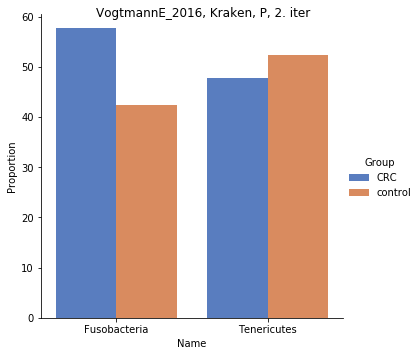 VogtmannE_2016, Kraken, P, 2. iter
60
50
40
30
20
10
0
Proportion
Fusobacteria
Tenericutes
Name
Group
CRC
control